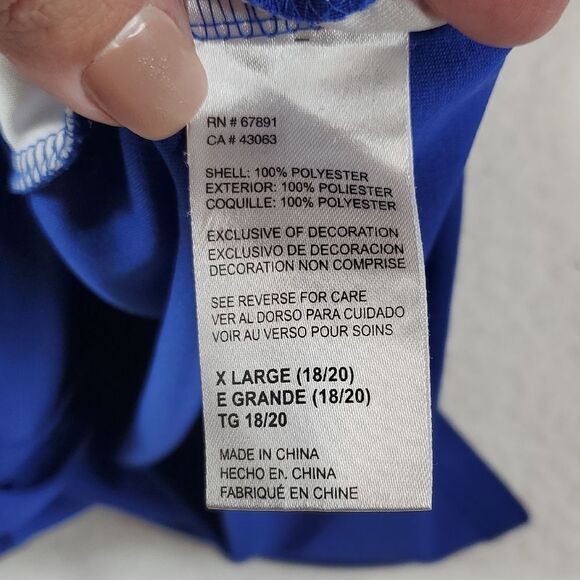 RN # 67891
CA # 43063
SHELL: 100% POLYESTER
EXTERIOR: 100% POLIESTER
COQUILLE: 100% POLYESTER
EXCLUSIVE OF DECORATION
EXCLUSIVO DE DECORACION
DECORATION NON COMPRISE
SEE REVERSE FOR CARE
VER AL DORSO PARA CUIDADO
VOIR AU VERSO POUR SOINS
X LARGE (18/20)
E GRANDE (18/20)
TG 18/20
MADE IN CHINA
HECHO EN CHINA
FABRIQUÉ EN CHINE